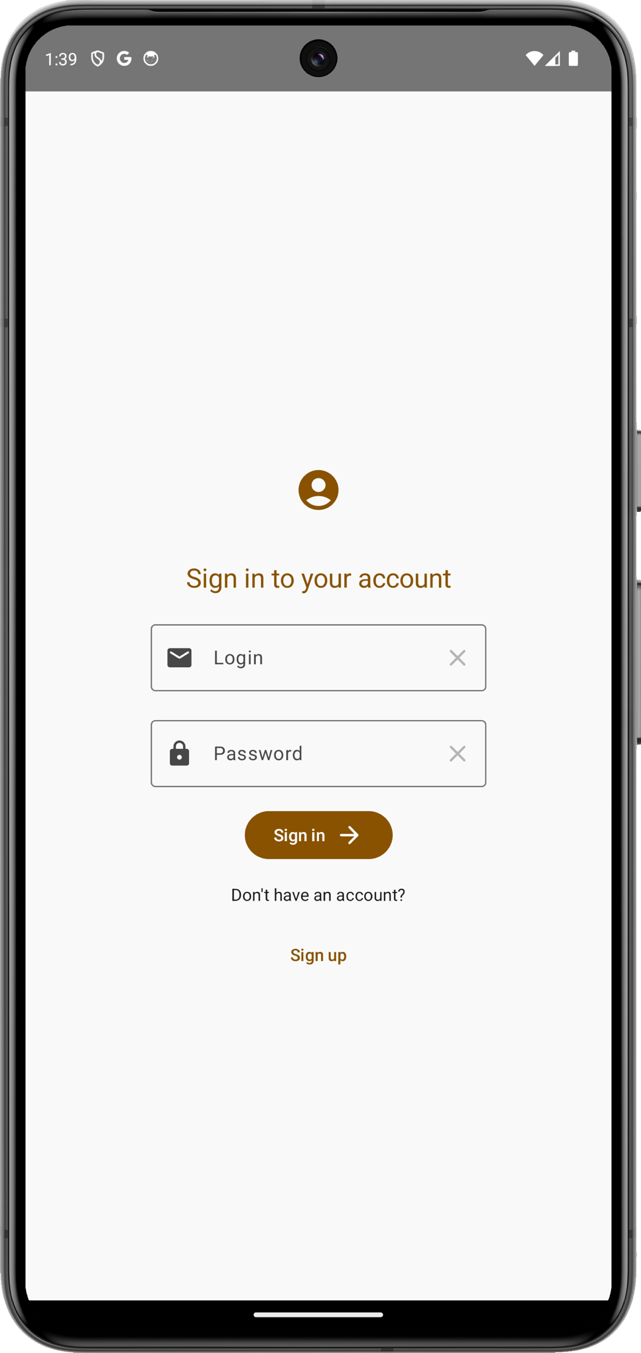 1:39
Sign in to your account
Login
Password
Sign in
Don't have an account?
Sign up